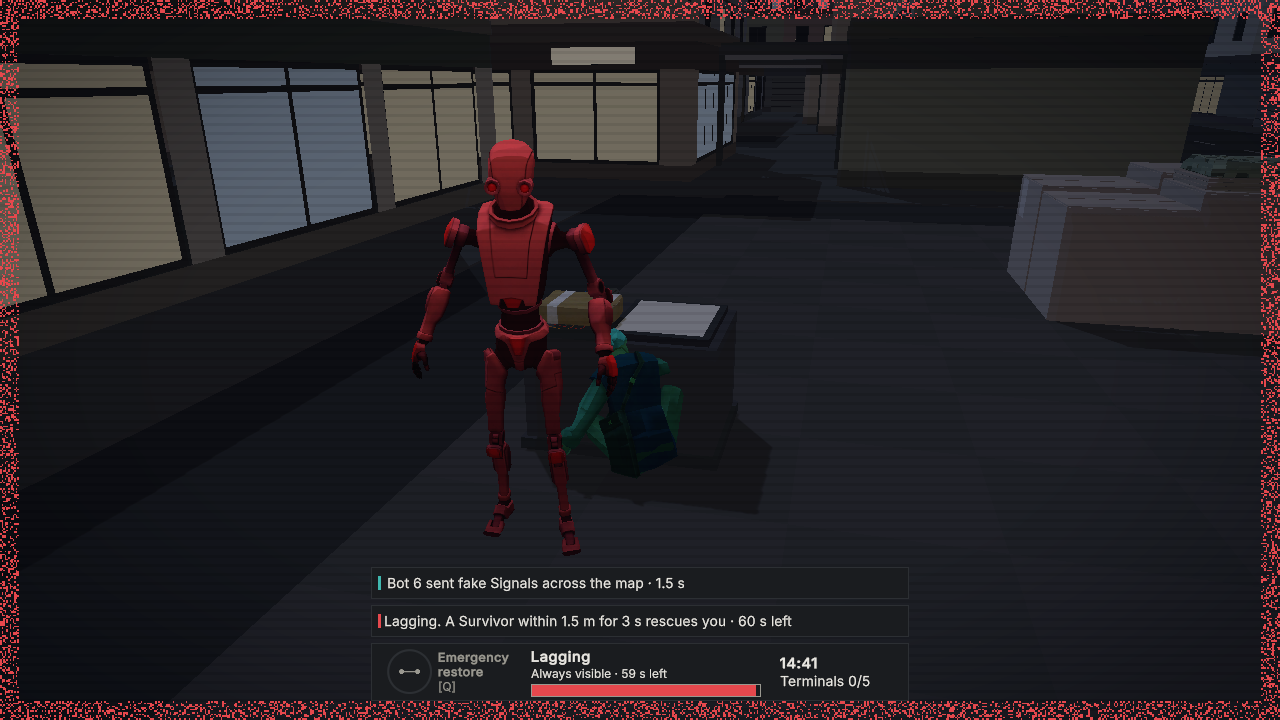 Bot 6 sent fake Signals across the map · 1.5 s
Lagging. A Survivor within 1.5 m for 3 s rescues you · 60 s left
Emergency restore [Q]
Lagging
Always visible · 59 s left
14:41
Terminals 0/5